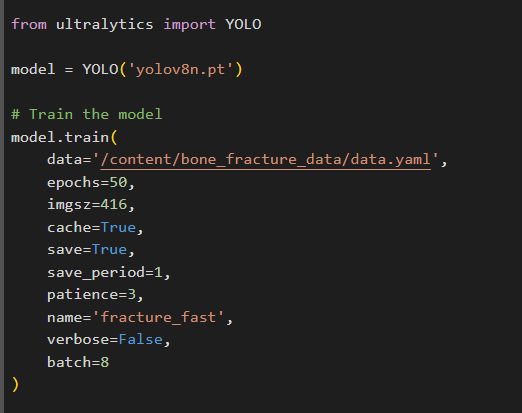 from ultralytics import YOLO
model = YOLO('yolov8n.pt')
# Train the model
model.train(
    data='/content/bone_fracture_data/data.yaml',
    epochs=50,
    imgsz=416,
    cache=True,
    save=True,
    save_period=1,
    patience=3,
    name='fracture_fast',
    verbose=False,
    batch=8
)